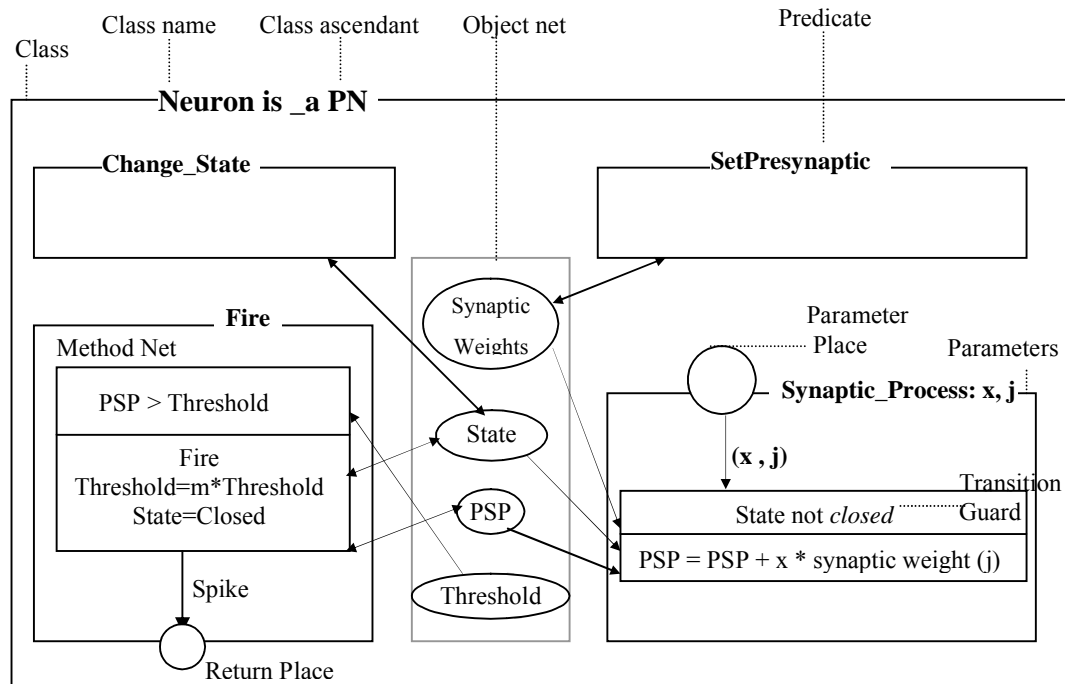 Predicate
Class name
Class ascendant
Object net
Class
Neuron is _a PN
Change_State
SetPresynaptic
Synaptic
Weights
Fire
Method Net
PSP > Threshold
Fire
Threshold=m*Threshold
State=Closed
Spike
Return Place
State
PSP
Threshold
Parameter
Place
Parameters
Synaptic_Process: x, j
(x , j)
Transition
State not closed
Guard
PSP = PSP + x * synaptic weight (j)